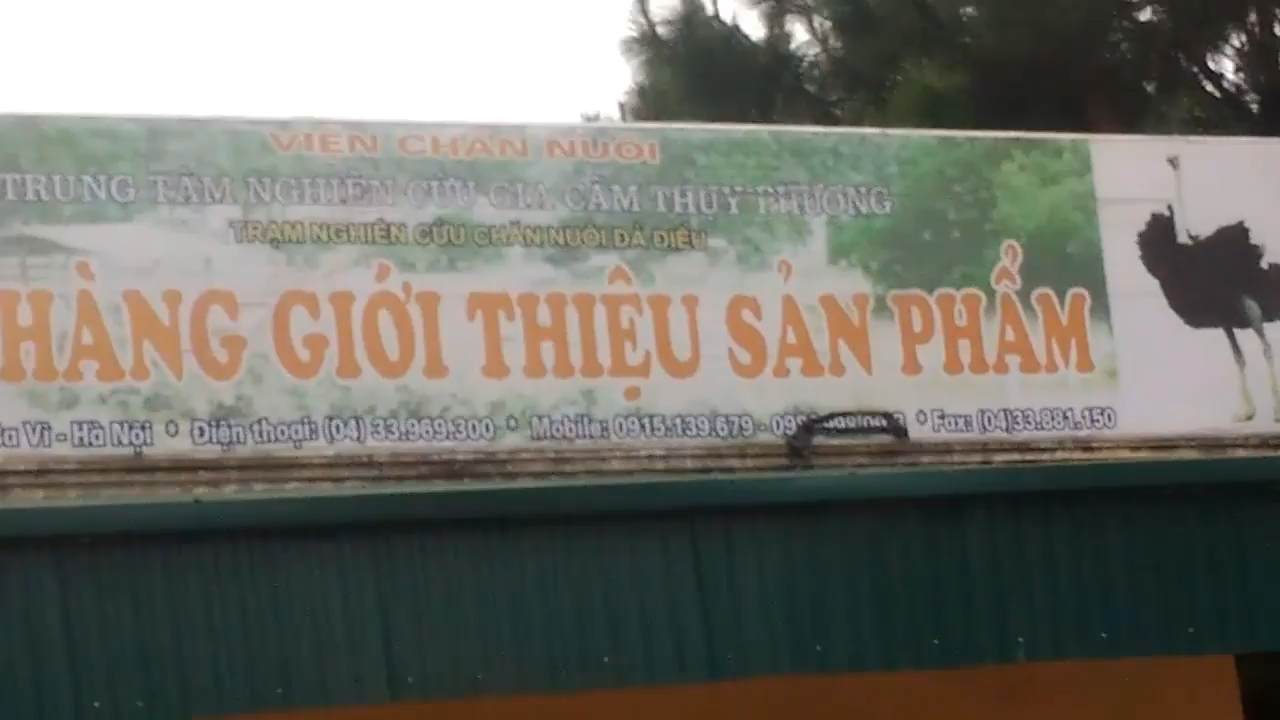 VIỆN CHĂN NUÔI
TRUNG TÂM NGHIÊN CỨU GIA CẦM THỤY PHƯƠNG
TRẠM NGHIÊN CỨU CHĂN NUÔI ĐÀ ĐIỂU
HÀNG GIỚI THIỆU SẢN PHẨM
Vì - Hà Nội * Điện thoại: (04) 33.969.300 * Mobile: 0915.139.679 - * Fax: (04)33.881.150